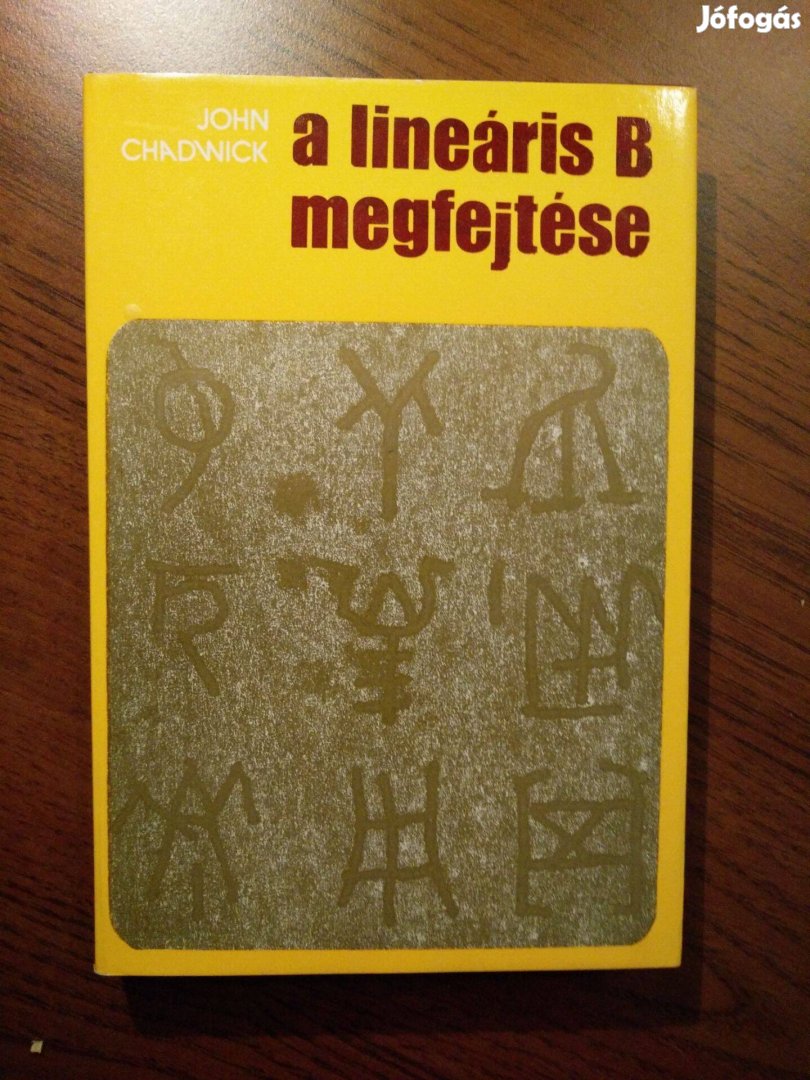 Jófogás
JOHN
CHADWICK
a lineáris B
megfejtése